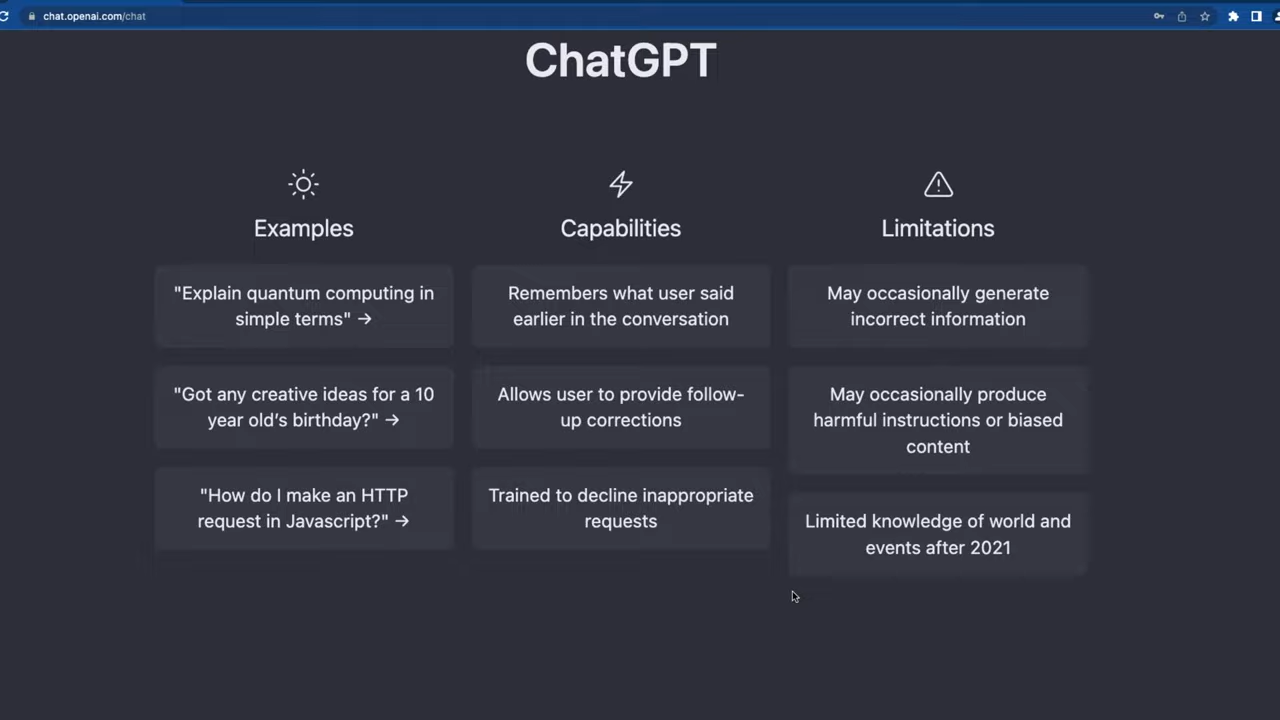 chat.openai.com/chat
ChatGPT
Examples
"Explain quantum computing in
simple terms" →
"Got any creative ideas for a 10
year old’s birthday?" →
"How do I make an HTTP
request in Javascript?" →
Capabilities
Remembers what user said
earlier in the conversation
Allows user to provide follow-
up corrections
Trained to decline inappropriate
requests
Limitations
May occasionally generate
incorrect information
May occasionally produce
harmful instructions or biased
content
Limited knowledge of world and
events after 2021